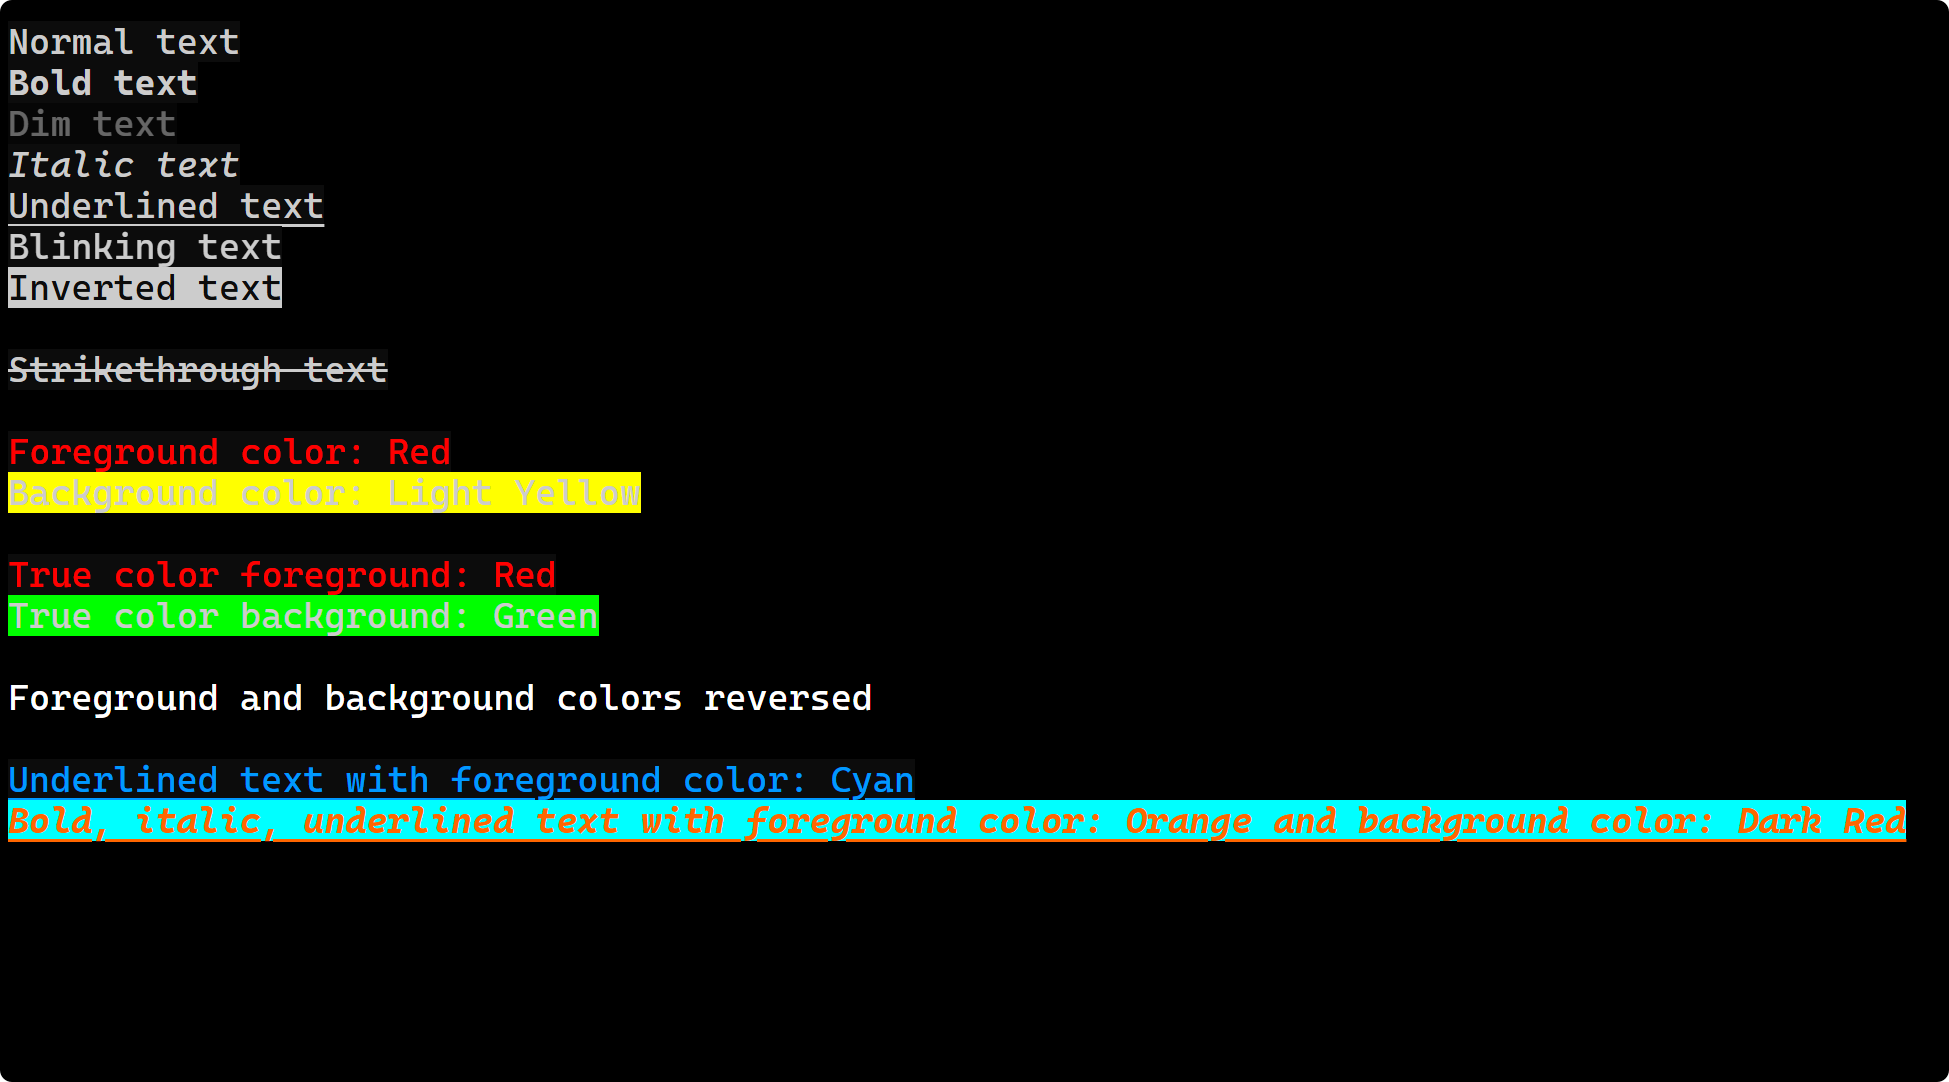 Normal text
Bold text
Dim text
Italic text
Underlined text
Blinking text
Inverted text
Strikethrough text
Foreground color: Red
Background color: Light Yellow
True color foreground: Red
True color background: Green
Foreground and background colors reversed
Underlined text with foreground color: Cyan
Bold, italic, underlined text with foreground color: Orange and background color: Dark Red